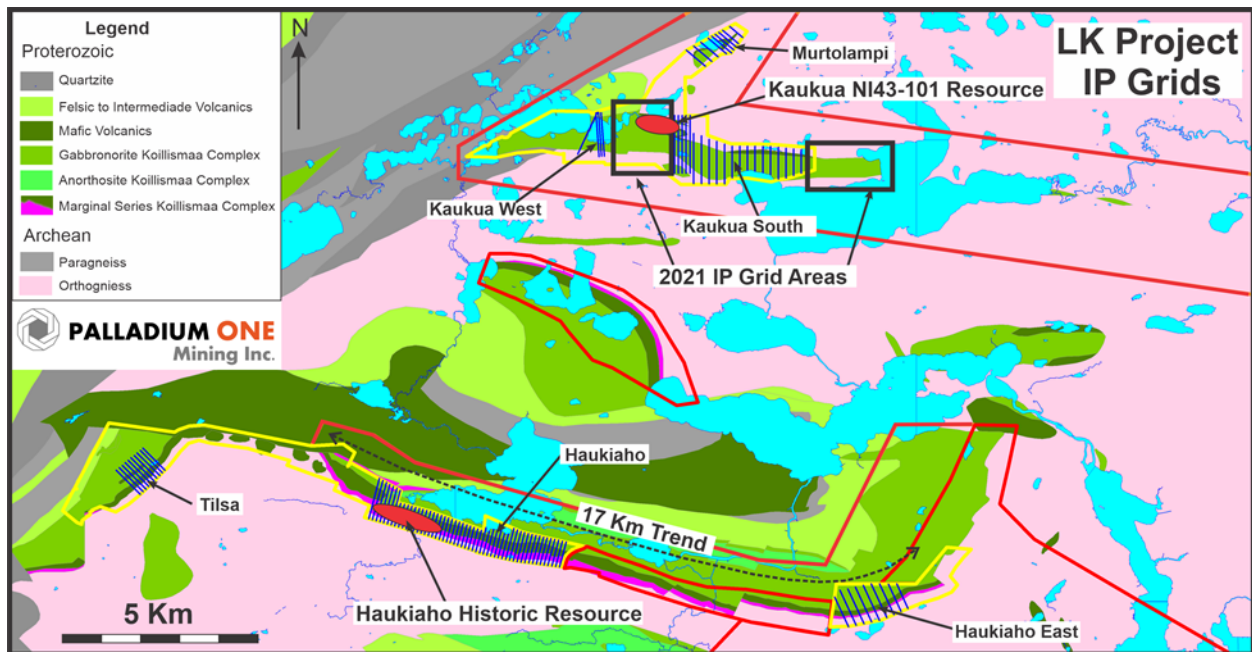 Legend
Proterozoic
Quartzite
Felsic to Intermediade Volcanics
Mafic Volcanics
Gabbronorite Koillismaa Complex
Anorthosite Koillismaa Complex
Marginal Series Koillismaa Complex
Archean
Paragneiss
Orthogniess
PALLADIUM ONE
Mining Inc.
N
LK Project
IP Grids
Murtolampi
Kaukua NI43-101 Resource
Kaukua West
Kaukua South
2021 IP Grid Areas
Haukiaho
Tilsa
17 Km Trend
Haukiaho Historic Resource
5 Km
Haukiaho East